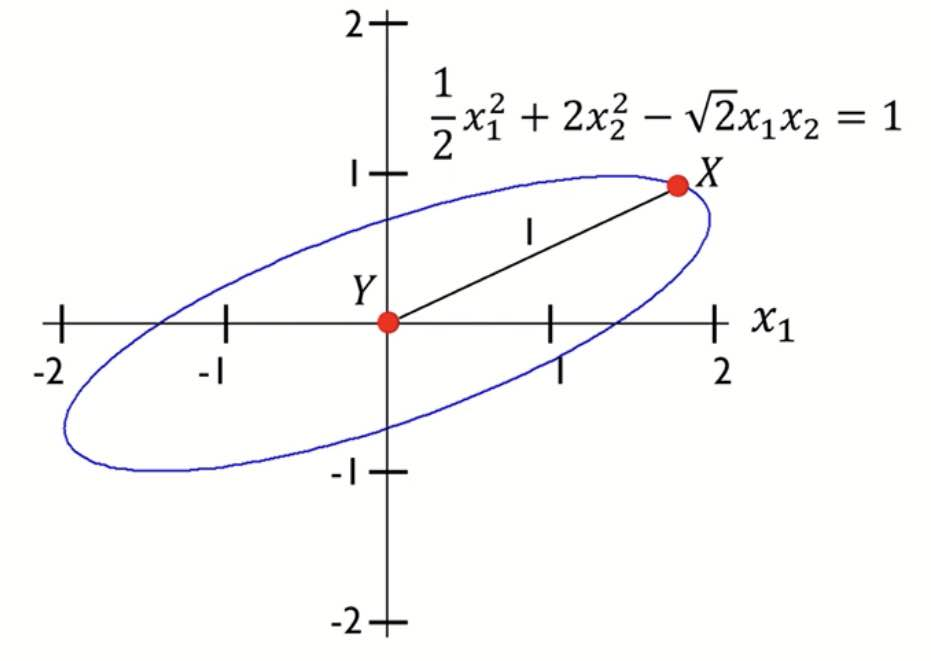 2
½x₁² + 2x₂² − √2x₁x₂ = 1
1 X
1
Y
x₁
-2 -1 1 2
-1
-2